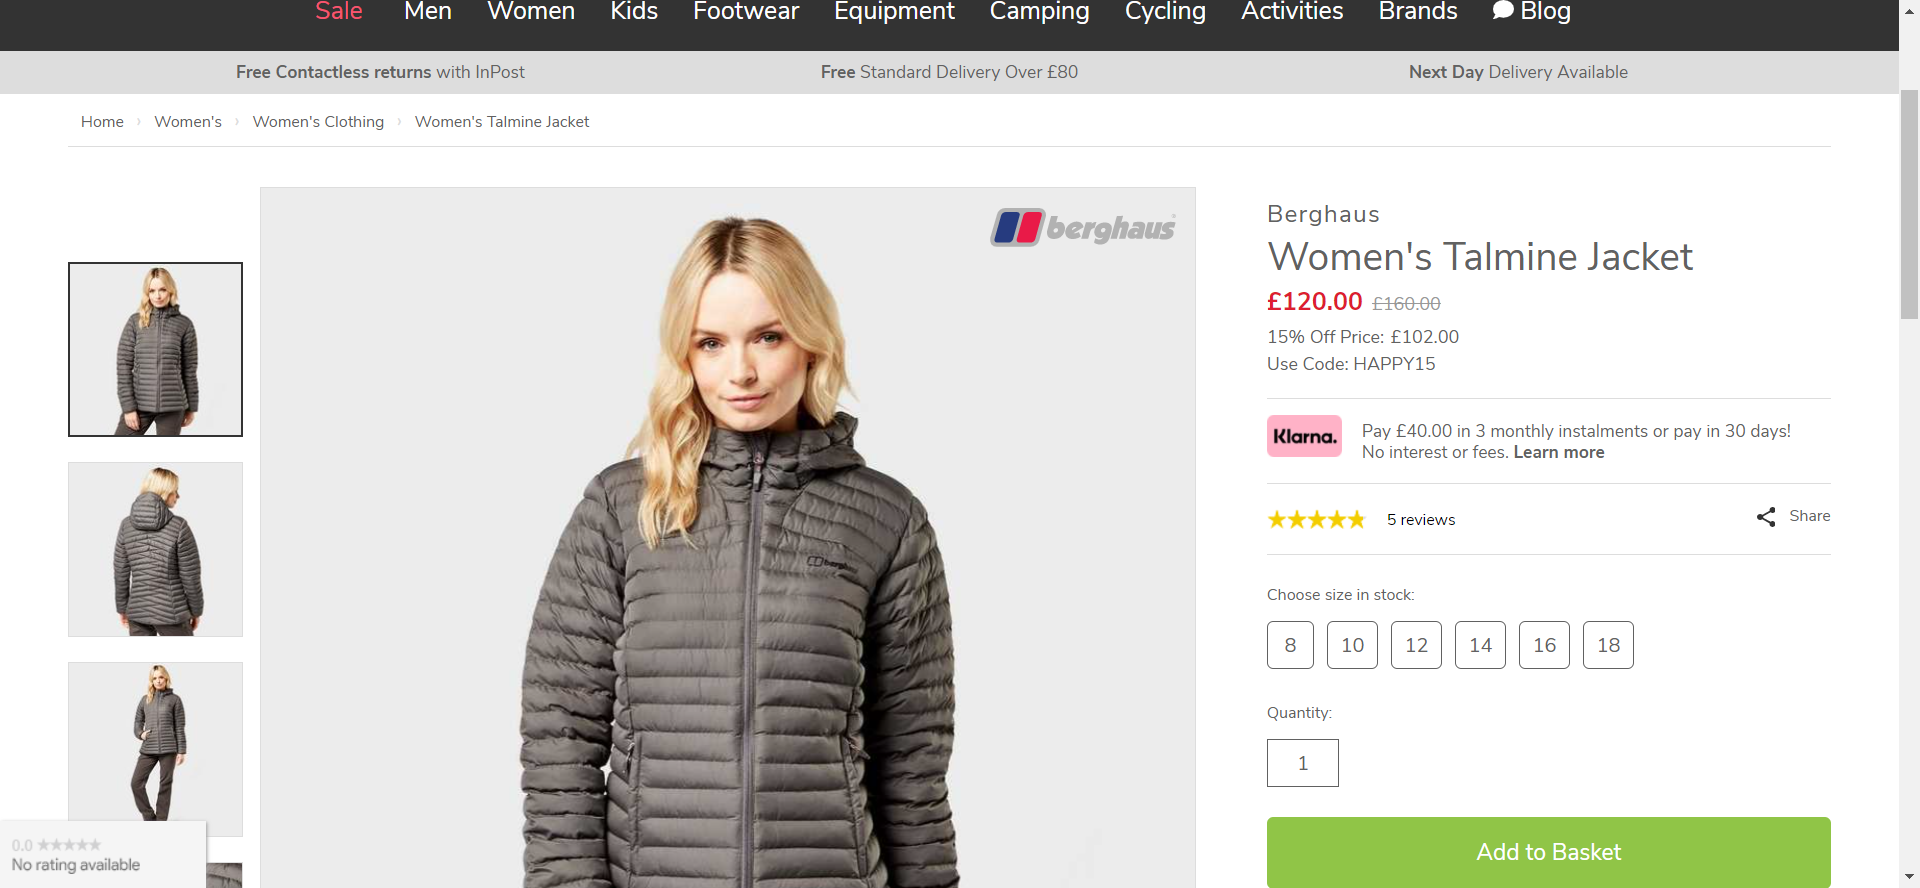 Sale Men Women Kids Footwear Equipment Camping Cycling Activities Brands Blog
Free Contactless returns with InPost Free Standard Delivery Over £80 Next Day Delivery Available
Home › Women's › Women's Clothing › Women's Talmine Jacket
berghaus
berghaus
Berghaus
Women's Talmine Jacket
£120.00 £160.00
15% Off Price: £102.00
Use Code: HAPPY15
Klarna.
Pay £40.00 in 3 monthly instalments or pay in 30 days!
No interest or fees. Learn more
5 reviews
Share
Choose size in stock:
8 10 12 14 16 18
Quantity:
1
Add to Basket
0.0
No rating available